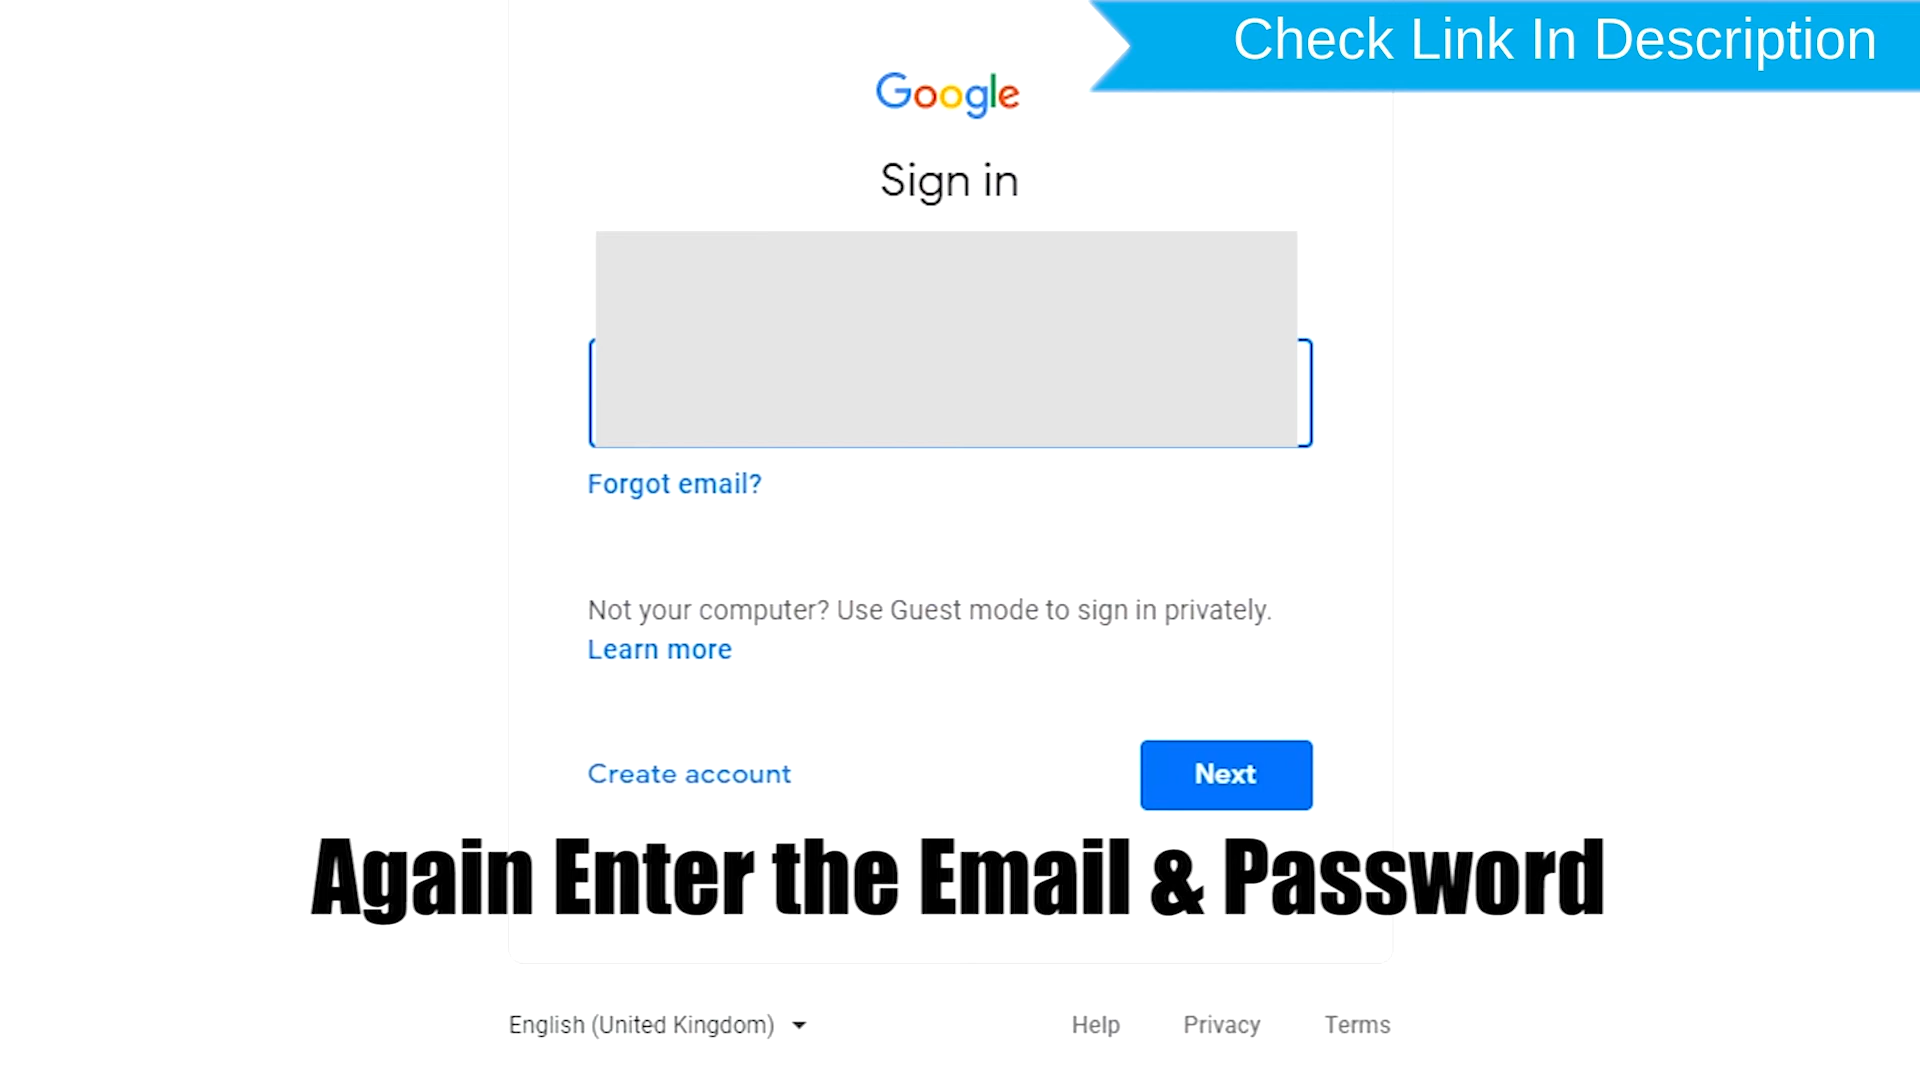 Check Link In Description
Google
Sign in
Forgot email?
Not your computer? Use Guest mode to sign in privately.
Learn more
Create account
Next
Again Enter the Email & Password
English (United Kingdom)
Help
Privacy
Terms